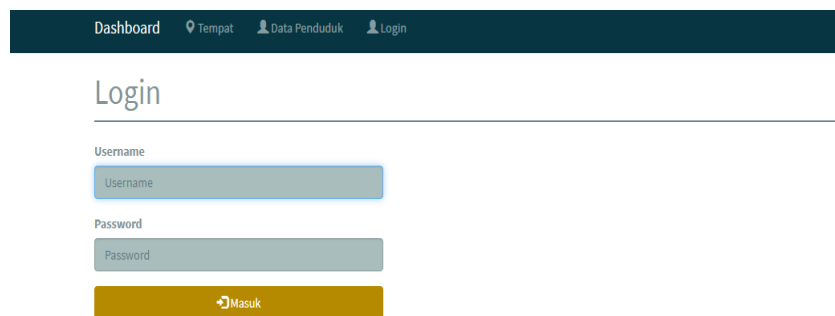 Dashboard Tempat Data Penduduk Login
Login
Username
Username
Password
Password
Masuk